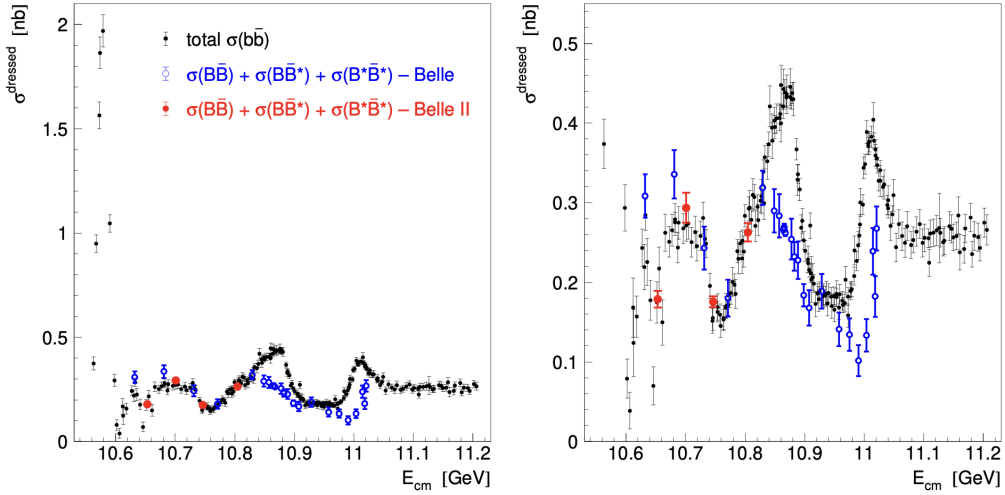 σ^dressed [nb]
2
1.5
1
0.5
0
total σ(bb̄)
σ(BB̄) + σ(BB̄*) + σ(B*B̄*) – Belle
σ(BB̄) + σ(BB̄*) + σ(B*B̄*) – Belle II
10.6 10.7 10.8 10.9 11 11.1 11.2
E_cm [GeV]
σ^dressed [nb]
0.5
0.4
0.3
0.2
0.1
0
10.6 10.7 10.8 10.9 11 11.1 11.2
E_cm [GeV]